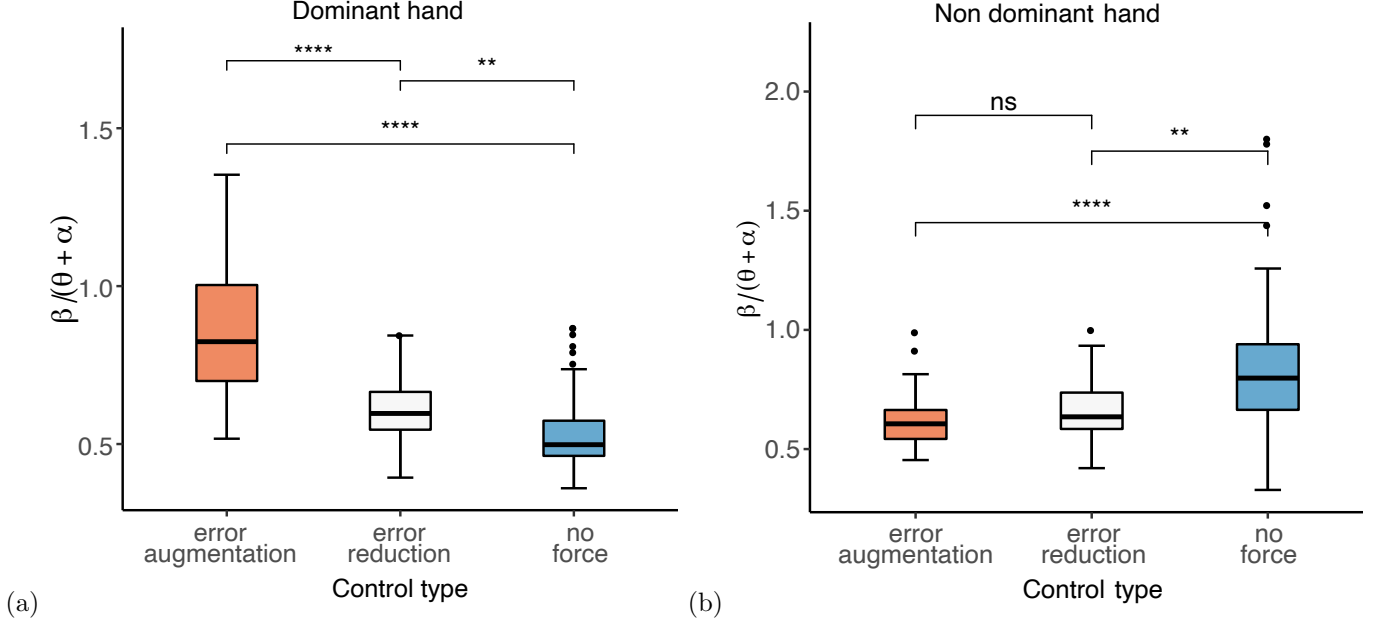 Dominant hand
****
**
****
1.5
1.0
0.5
β/(θ + α)
error
augmentation
error
reduction
no
force
Control type
(a)
Non dominant hand
ns
**
****
2.0
1.5
1.0
0.5
β/(θ + α)
error
augmentation
error
reduction
no
force
Control type
(b)